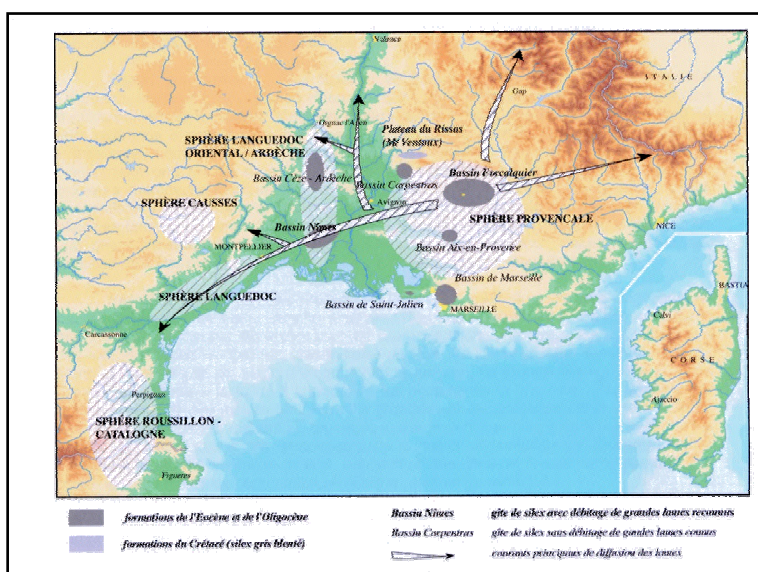 Valence
ITALIE
Gap
Orgnac l'Aven
Plateau du Rissas
(Mt Ventoux)
SPHÈRE LANGUEDOC
ORIENTAL / ARDÈCHE
Bassin Cèze - Ardèche
Bassin Carpentras
Bassin Forcalquier
SPHÈRE CAUSSES
Avignon
SPHÈRE PROVENCALE
Bassin Nîmes
NICE
MONTPELLIER
Bassin Aix-en-Provence
Bassin de Marseille
SPHÈRE LANGUEDOC
Bassin de Saint-Julien
MARSEILLE
BASTIA
Carcassonne
Calvi
CORSE
Perpignan
Ajaccio
SPHÈRE ROUSSILLON -
CATALOGNE
Figueres
formations de l'Eocène et de l'Oligocène
formations du Crétacé (silex gris bleuté)
Bassin Nîmes gîte de silex avec débitage de grandes lames reconnus
Bassin Carpentras gîte de silex sans débitage de grandes lames connus
courants principaux de diffusion des lames